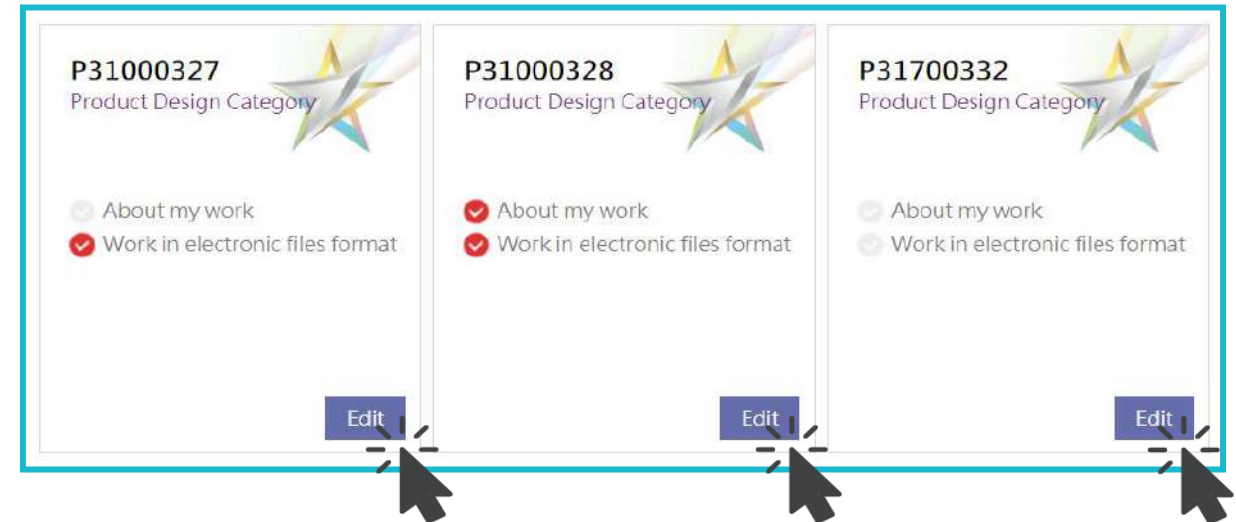 P31000327
Product Design Category
About my work
Work in electronic files format
Edit
P31000328
Product Design Category
About my work
Work in electronic files format
Edit
P31700332
Product Design Category
About my work
Work in electronic files format
Edit